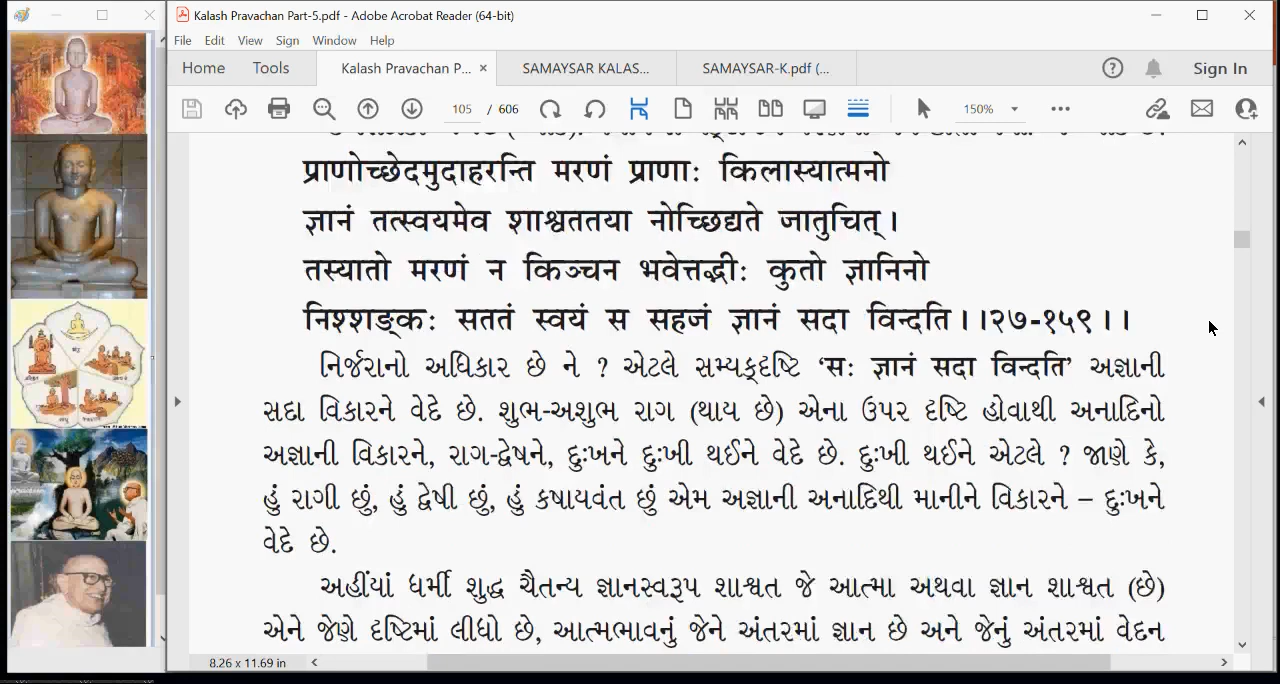 Kalash Pravachan Part-5.pdf - Adobe Acrobat Reader (64-bit)
File Edit View Sign Window Help
Home Tools Kalash Pravachan P... × SAMAYSAR KALAS... SAMAYSAR-K.pdf (... Sign In
105 / 606 150%
प्राणोच्छेदमुदाहरन्ति मरणं प्राणाः किलास्यात्मनो
ज्ञानं तत्स्वयमेव शाश्वततया नोच्छिद्यते जातुचित्।
तस्यातो मरणं न किञ्चन भवेत्तद्भीः कुतो ज्ञानिनो
निश्शङ्कः सततं स्वयं स सहजं ज्ञानं सदा विन्दति।।२७-१५९।।
નિર્જરાનો અધિકાર છે ને ? એટલે સમ્યક્દૃષ્ટિ ‘सः ज्ञानं सदा विन्दति’ અજ્ઞાની
સદા વિકારને વેદે છે. શુભ-અશુભ રાગ (થાય છે) એના ઉપર દૃષ્ટિ હોવાથી અનાદિનો
અજ્ઞાની વિકારને, રાગ-દ્વેષને, દુઃખને દુઃખી થઈને વેદે છે. દુઃખી થઈને એટલે ? જાણે કે,
હું રાગી છું, હું દ્વેષી છું, હું કષાયવંત છું એમ અજ્ઞાની અનાદિથી માનીને વિકારને – દુઃખને
વેદે છે.
અહીંયાં ધર્મી શુદ્ધ ચૈતન્ય જ્ઞાનસ્વરૂપ શાશ્વત જે આત્મા અથવા જ્ઞાન શાશ્વત (છે)
એને જેણે દૃષ્ટિમાં લીધો છે, આત્મભાવનું જેને અંતરમાં જ્ઞાન છે અને જેનું અંતરમાં વેદન
8.26 x 11.69 in